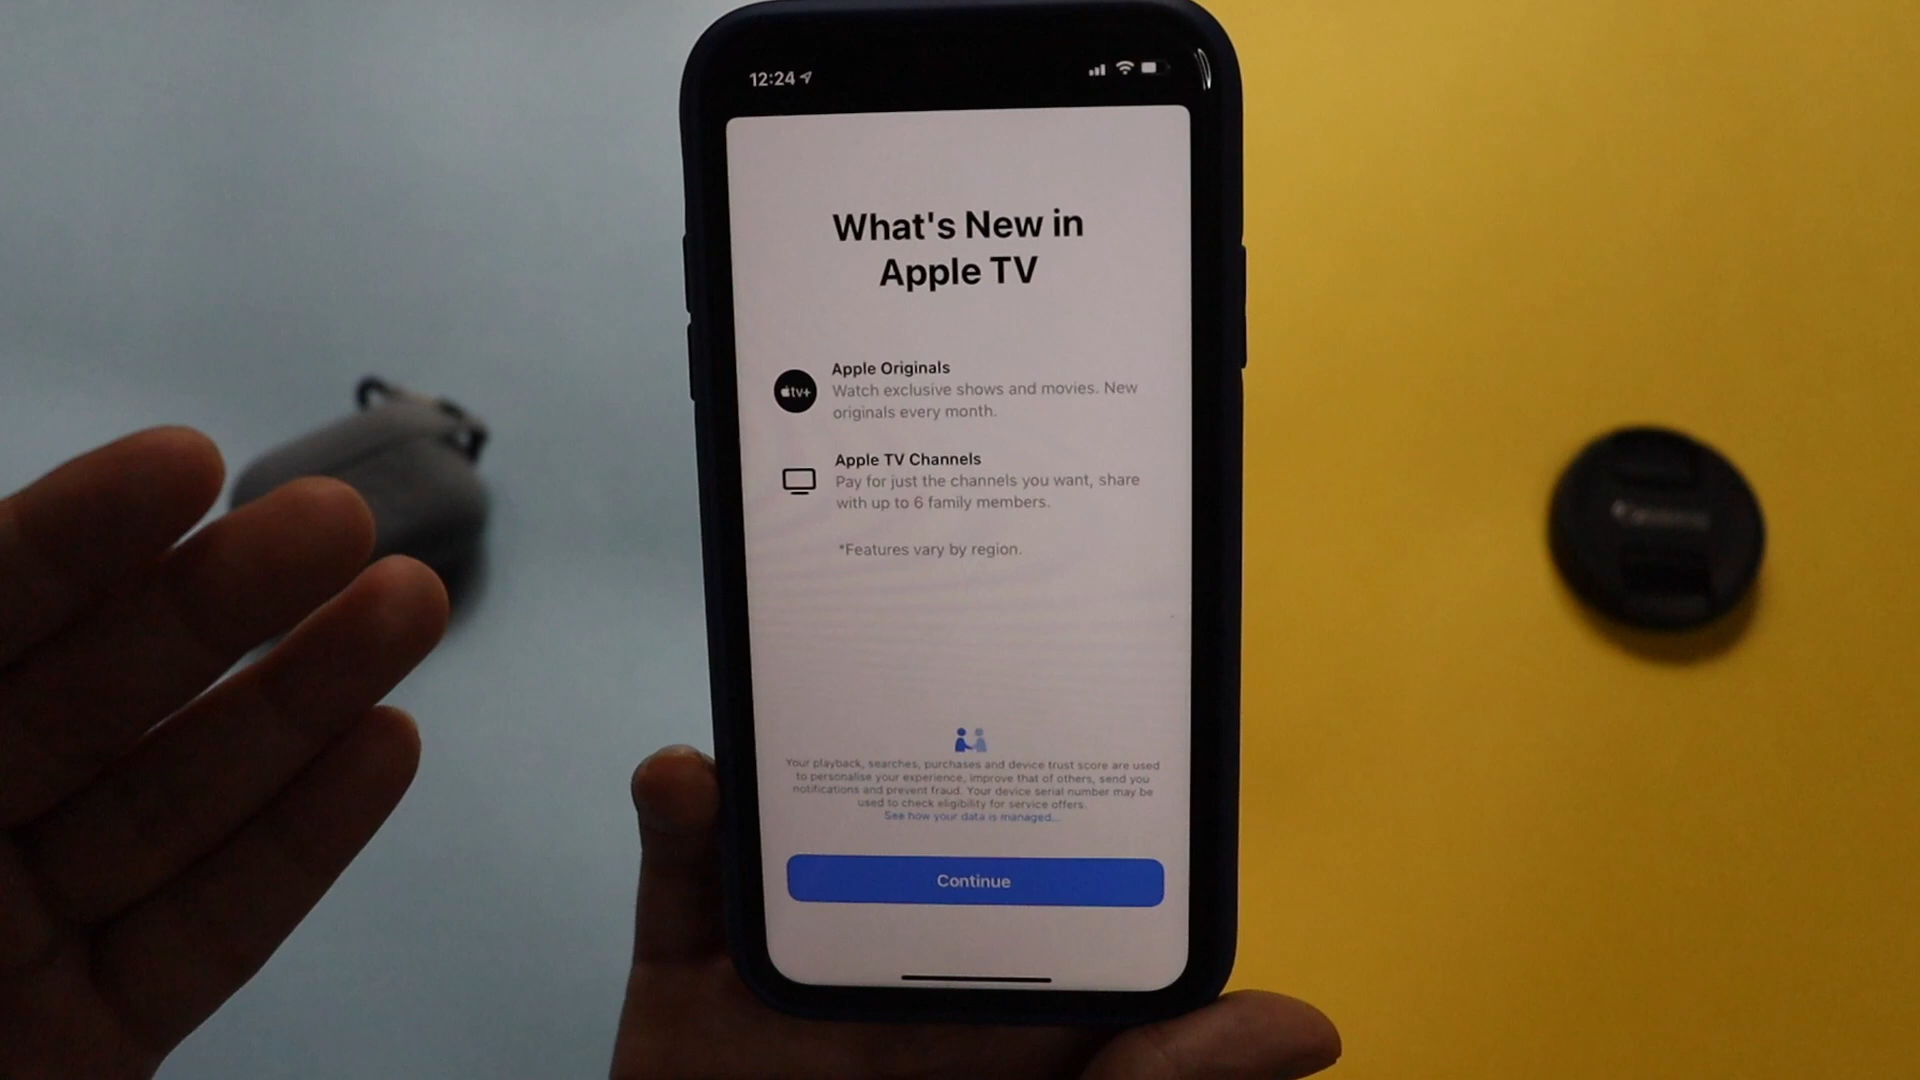 12:24
What's New in
Apple TV
tv+
Apple Originals
Watch exclusive shows and movies. New
originals every month.
Apple TV Channels
Pay for just the channels you want, share
with up to 6 family members.
*Features vary by region.
Your playback, searches, purchases and device trust score are used
to personalise your experience, improve that of others, send you
notifications and prevent fraud. Your device serial number may be
used to check eligibility for service offers.
See how your data is managed...
Continue
Canon